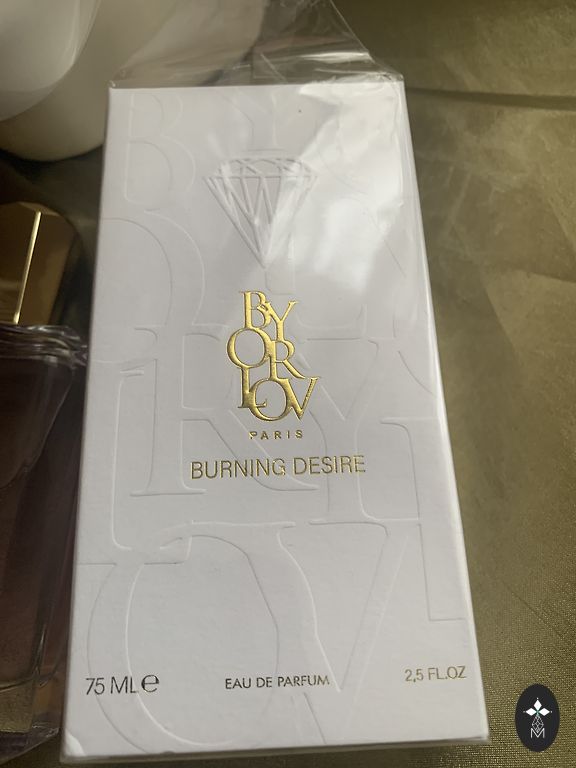 BY
OR
LOV
PARIS
BURNING DESIRE
75 ML e
EAU DE PARFUM
2,5 FL.OZ